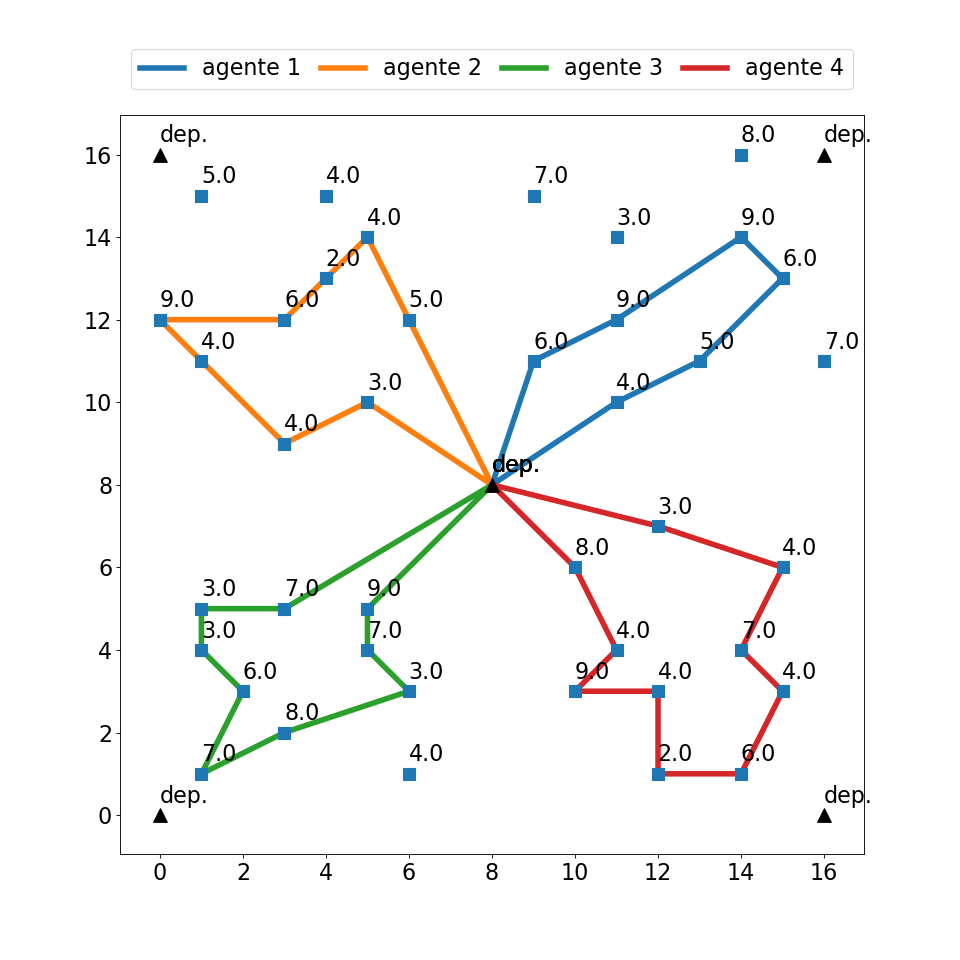 agente 1 agente 2 agente 3 agente 4
dep. 8.0 dep.
16
5.0 4.0 7.0
4.0 3.0 9.0
14
2.0 6.0
9.0 6.0 5.0 9.0
12
4.0 6.0 5.0 7.0
3.0 4.0
10
4.0
dep. dep.
8
3.0
8.0 4.0
6
3.0 7.0 9.0
3.0 7.0 4.0 7.0
4
6.0 3.0 9.0 4.0 4.0
8.0
2
7.0 4.0 2.0 6.0
dep. dep.
0
0 2 4 6 8 10 12 14 16